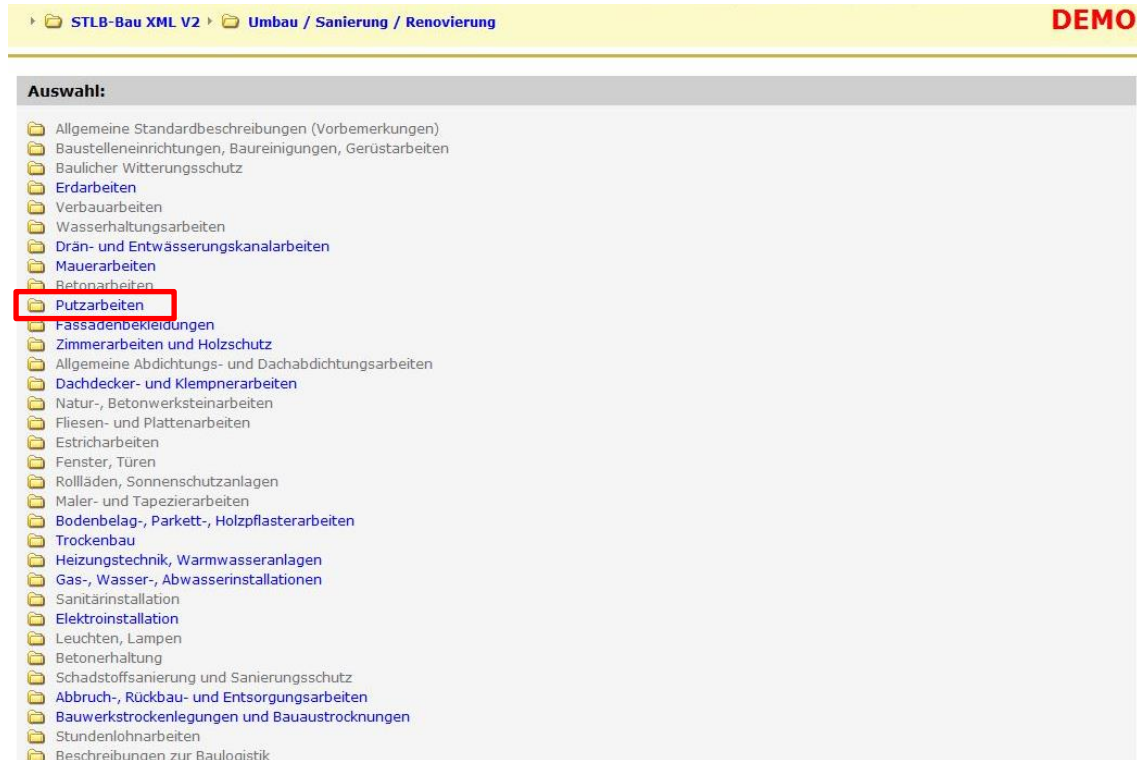 STLB-Bau XML V2 Umbau / Sanierung / Renovierung DEMO
Auswahl:
Allgemeine Standardbeschreibungen (Vorbemerkungen)
Baustelleneinrichtungen, Baureinigungen, Gerüstarbeiten
Baulicher Witterungsschutz
Erdarbeiten
Verbauarbeiten
Wasserhaltungsarbeiten
Drän- und Entwässerungskanalarbeiten
Mauerarbeiten
Betonarbeiten
Putzarbeiten
Fassadenbekleidungen
Zimmerarbeiten und Holzschutz
Allgemeine Abdichtungs- und Dachabdichtungsarbeiten
Dachdecker- und Klempnerarbeiten
Natur-, Betonwerksteinarbeiten
Fliesen- und Plattenarbeiten
Estricharbeiten
Fenster, Türen
Rollläden, Sonnenschutzanlagen
Maler- und Tapezierarbeiten
Bodenbelag-, Parkett-, Holzpflasterarbeiten
Trockenbau
Heizungstechnik, Warmwasseranlagen
Gas-, Wasser-, Abwasserinstallationen
Sanitärinstallation
Elektroinstallation
Leuchten, Lampen
Betonerhaltung
Schadstoffsanierung und Sanierungsschutz
Abbruch-, Rückbau- und Entsorgungsarbeiten
Bauwerkstrockenlegungen und Bauaustrocknungen
Stundenlohnarbeiten
Beschreibungen zur Baulogistik